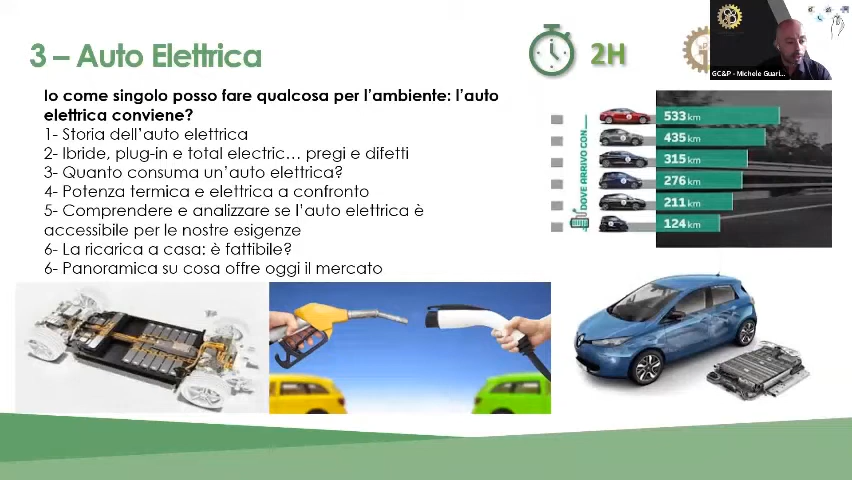 3 – Auto Elettrica
2H
GC&P - Michele Guari...
Io come singolo posso fare qualcosa per l'ambiente: l'auto
elettrica conviene?
1- Storia dell'auto elettrica
2- Ibride, plug-in e total electric… pregi e difetti
3- Quanto consuma un'auto elettrica?
4- Potenza termica e elettrica a confronto
5- Comprendere e analizzare se l'auto elettrica è
accessibile per le nostre esigenze
6- La ricarica a casa: è fattibile?
6- Panoramica su cosa offre oggi il mercato
DOVE ARRIVO CON
533 km
435 km
315 km
276 km
211 km
124 km